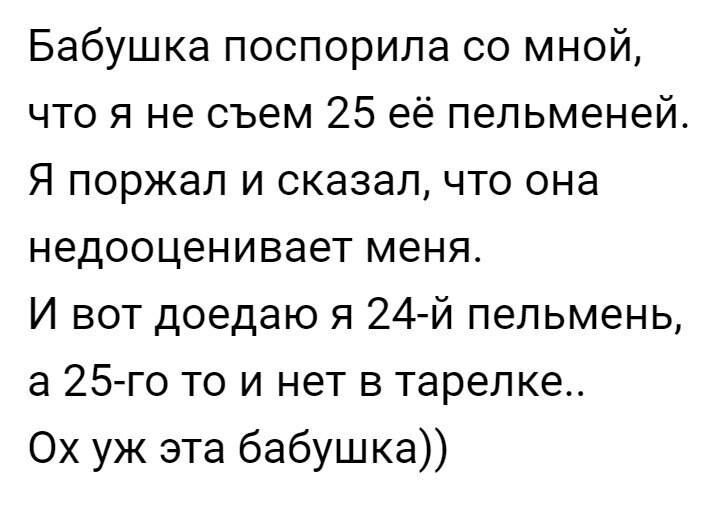 Бабушка поспорила со мной,
что я не съем 25 её пельменей.
Я поржал и сказал, что она
недооценивает меня.
И вот доедаю я 24-й пельмень,
а 25-го то и нет в тарелке..
Ох уж эта бабушка))